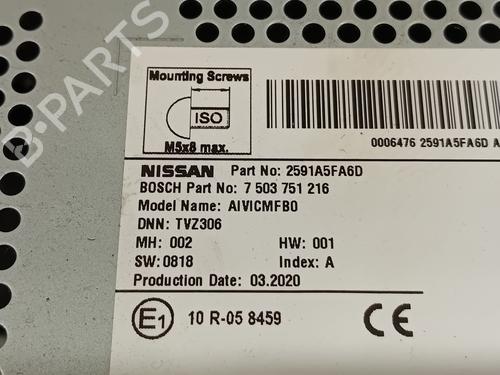 B-PARTS
Mounting Screws
ISO
M5x8 max.
0006476 2591A5FA6D A
NISSAN Part No: 2591A5FA6D
BOSCH Part No: 7 503 751 216
Model Name: AIVICMFB0
DNN: TVZ306
MH: 002 HW: 001
SW:0818 Index: A
Production Date: 03.2020
E1 10 R-05 8459 CE